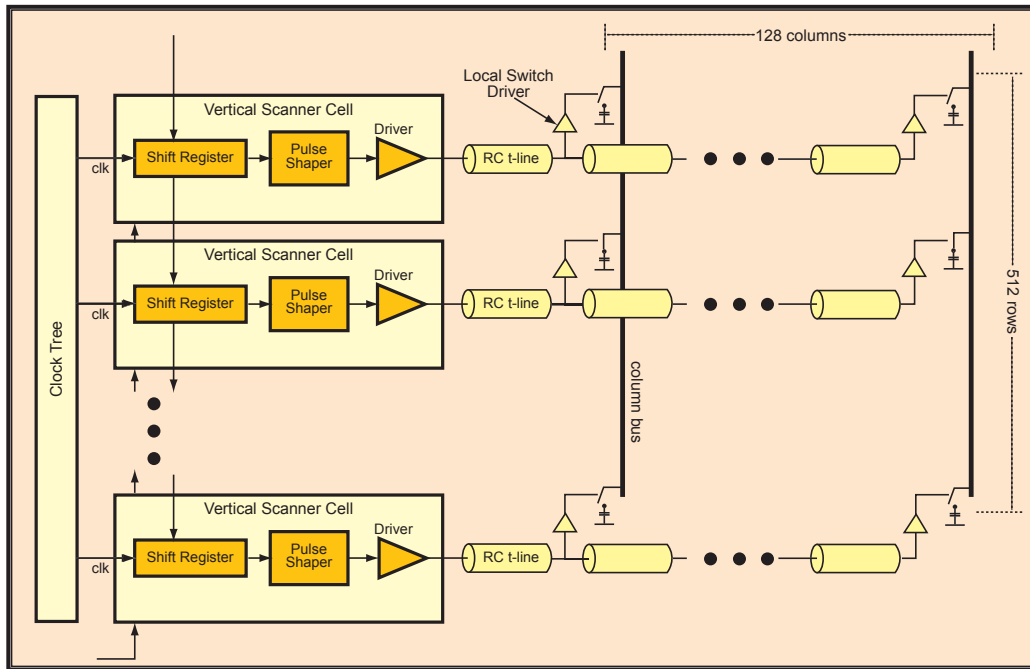 128 columns
Local Switch
Driver
Vertical Scanner Cell
Driver
Shift Register
Pulse
Shaper
RC t-line
clk
Vertical Scanner Cell
Driver
Shift Register
Pulse
Shaper
RC t-line
clk
512 rows
Clock Tree
column bus
Vertical Scanner Cell
Driver
Shift Register
Pulse
Shaper
RC t-line
clk